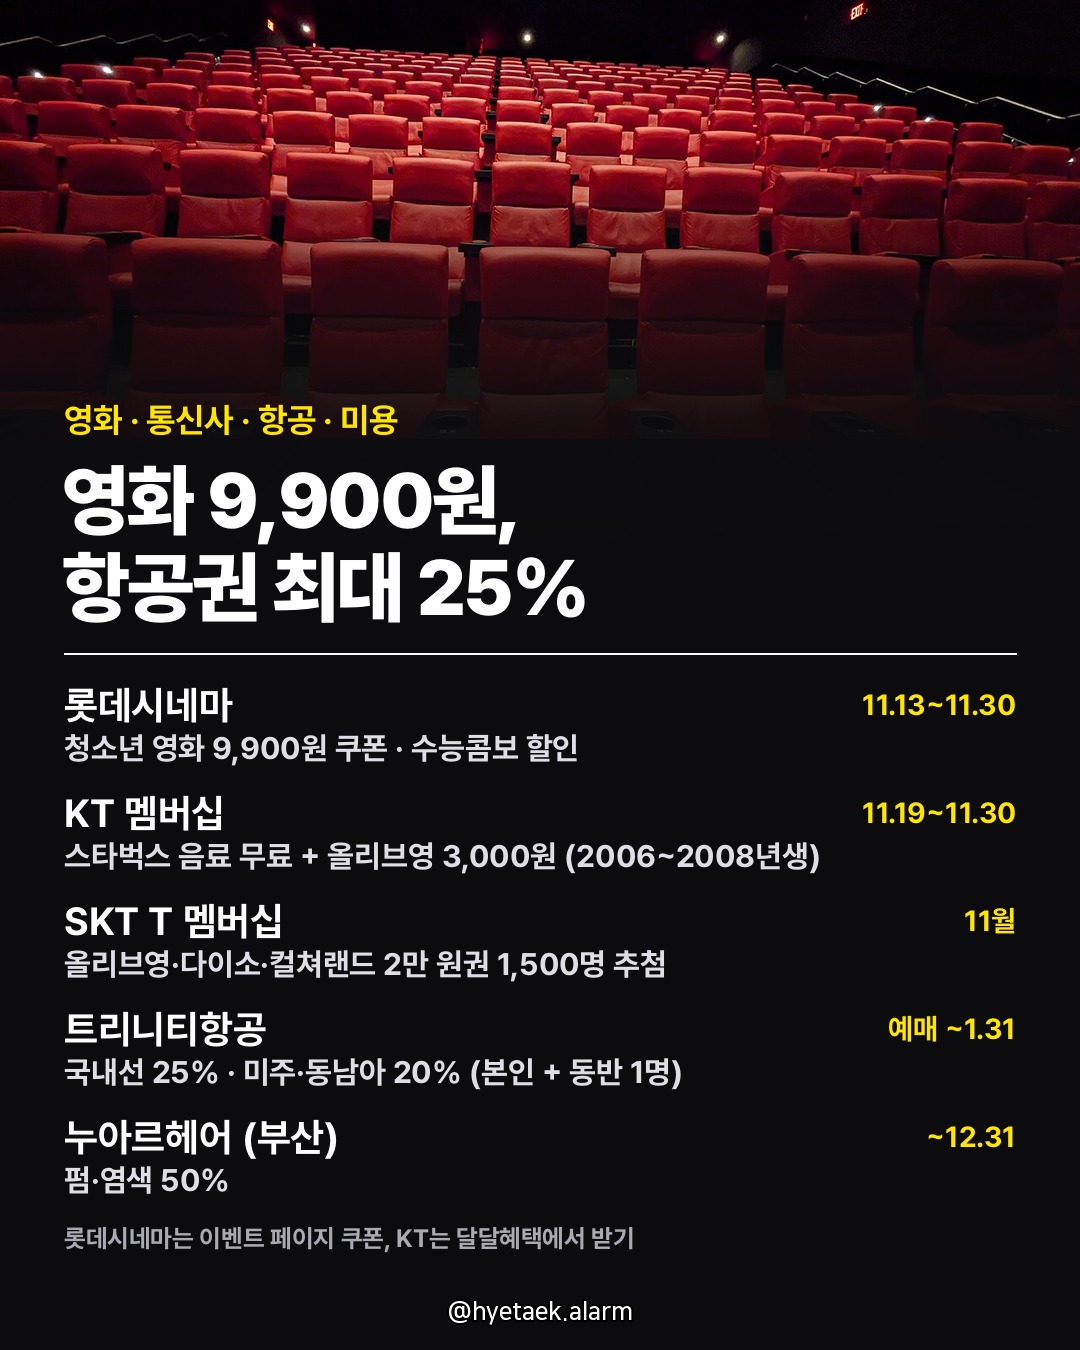 EXIT
영화 · 통신사 · 항공 · 미용
영화 9,900원,
항공권 최대 25%
롯데시네마
11.13~11.30
청소년 영화 9,900원 쿠폰 · 수능콤보 할인
KT 멤버십
11.19~11.30
스타벅스 음료 무료 + 올리브영 3,000원 (2006~2008년생)
SKT T 멤버십
11월
올리브영·다이소·컬쳐랜드 2만 원권 1,500명 추첨
트리니티항공
예매 ~1.31
국내선 25% · 미주·동남아 20% (본인 + 동반 1명)
누아르헤어 (부산)
~12.31
펌·염색 50%
롯데시네마는 이벤트 페이지 쿠폰, KT는 달달혜택에서 받기
@hyetaek.alarm